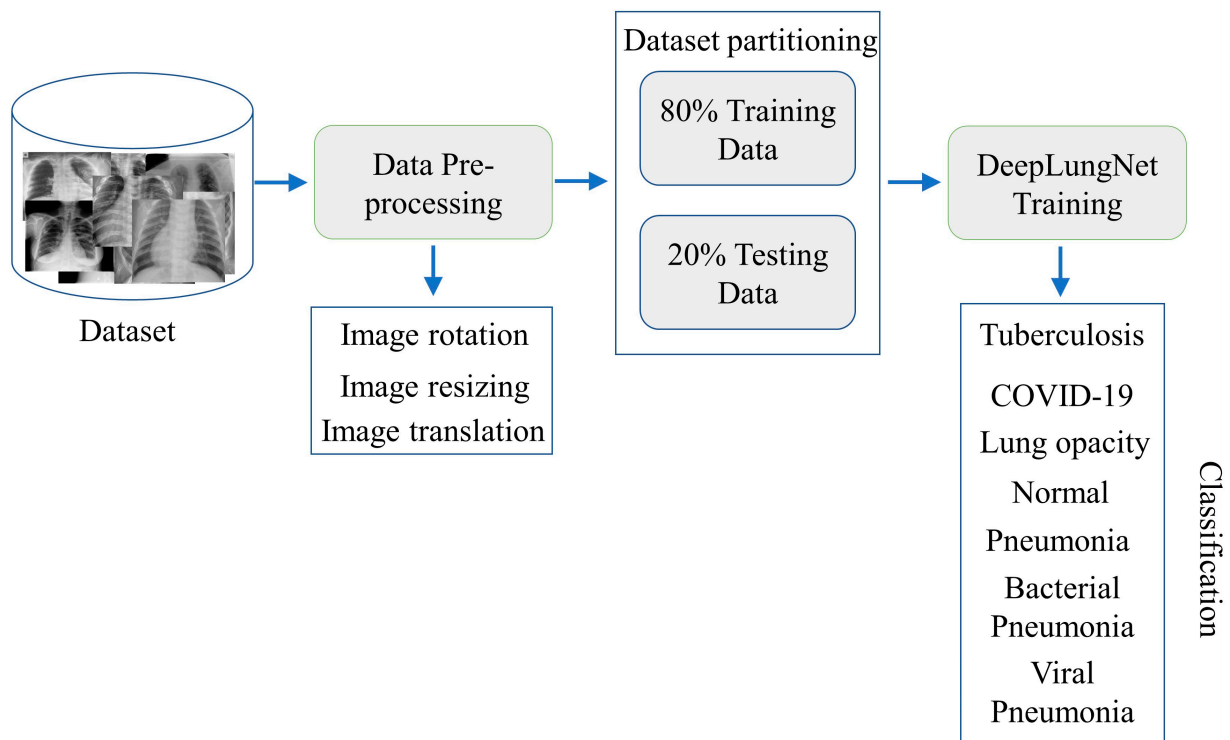 Dataset
Data Pre-
processing
Image rotation
Image resizing
Image translation
Dataset partitioning
80% Training
Data
20% Testing
Data
DeepLungNet
Training
Tuberculosis
COVID-19
Lung opacity
Normal
Pneumonia
Bacterial
Pneumonia
Viral
Pneumonia
Classification